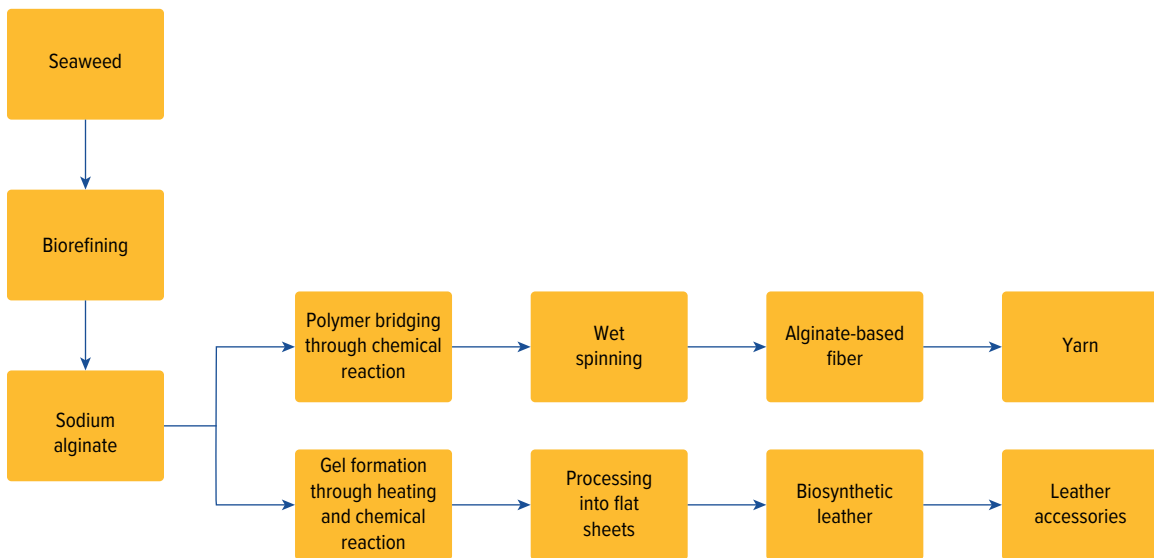 Seaweed
Biorefining
Sodium
alginate
Polymer bridging
through chemical
reaction
Wet
spinning
Alginate-based
fiber
Yarn
Gel formation
through heating
and chemical
reaction
Processing
into flat
sheets
Biosynthetic
leather
Leather
accessories